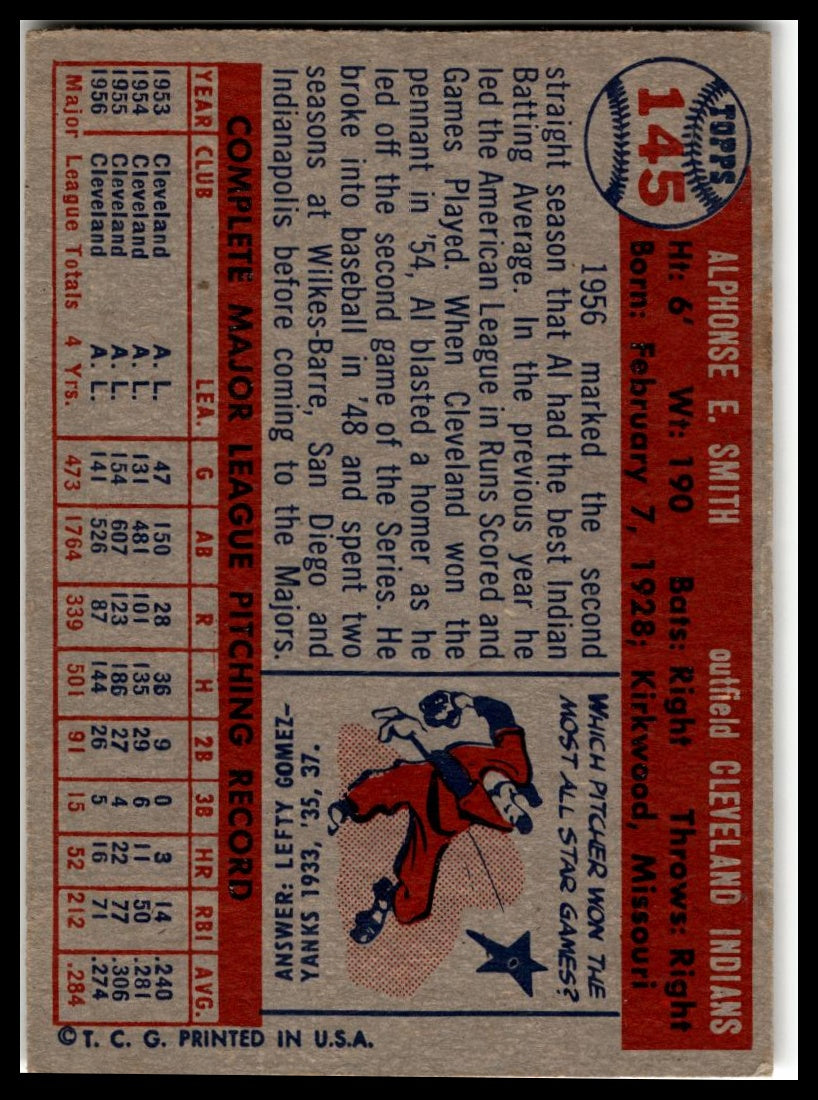 TOPPS
145
ALPHONSE E. SMITH outfield CLEVELAND INDIANS
Ht: 6' Wt: 190 Bats: Right Throws: Right
Born: February 7, 1928; Kirkwood, Missouri
1956 marked the second
straight season that Al had the best Indian
Batting Average. In the previous year he
led the American League in Runs Scored and
Games Played. When Cleveland won the
pennant in '54, Al blasted a homer as he
led off the second game of the Series. He
broke into baseball in '48 and spent two
seasons at Wilkes-Barre, San Diego and
Indianapolis before coming to the Majors.
WHICH PITCHER WON THE
MOST ALL STAR GAMES?
ANSWER: LEFTY GOMEZ-
YANKS 1933, '35, '37.
COMPLETE MAJOR LEAGUE PITCHING RECORD
YEAR CLUB LEA. G AB R H 2B 3B HR RBI AVG.
1953 Cleveland A. L. 47 150 28 36 9 0 3 14 .240
1954 Cleveland A. L. 131 481 101 135 29 6 11 50 .281
1955 Cleveland A. L. 154 607 123 186 27 4 22 77 .306
1956 Cleveland A. L. 141 526 87 144 26 5 16 71 .274
Major League Totals 4 Yrs. 473 1764 339 501 91 15 52 212 .284
© T. C. G. PRINTED IN U.S.A.